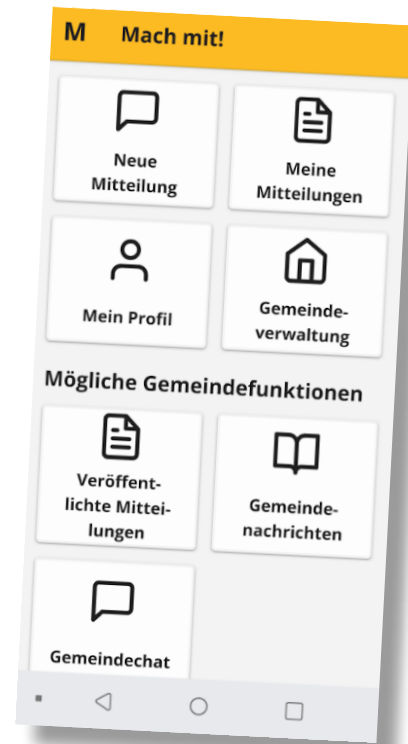 M Mach mit!
Neue
Mitteilung
Meine
Mitteilungen
Mein Profil
Gemeinde-
verwaltung
Mögliche Gemeindefunktionen
Veröffent-
lichte Mittei-
lungen
Gemeinde-
nachrichten
Gemeindechat